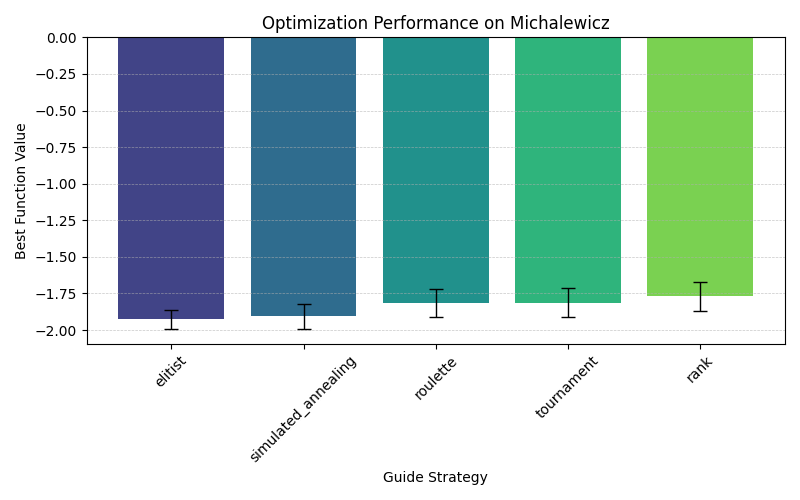 Optimization Performance on Michalewicz
Best Function Value
0.00
−0.25
−0.50
−0.75
−1.00
−1.25
−1.50
−1.75
−2.00
elitist
simulated_annealing
roulette
tournament
rank
Guide Strategy